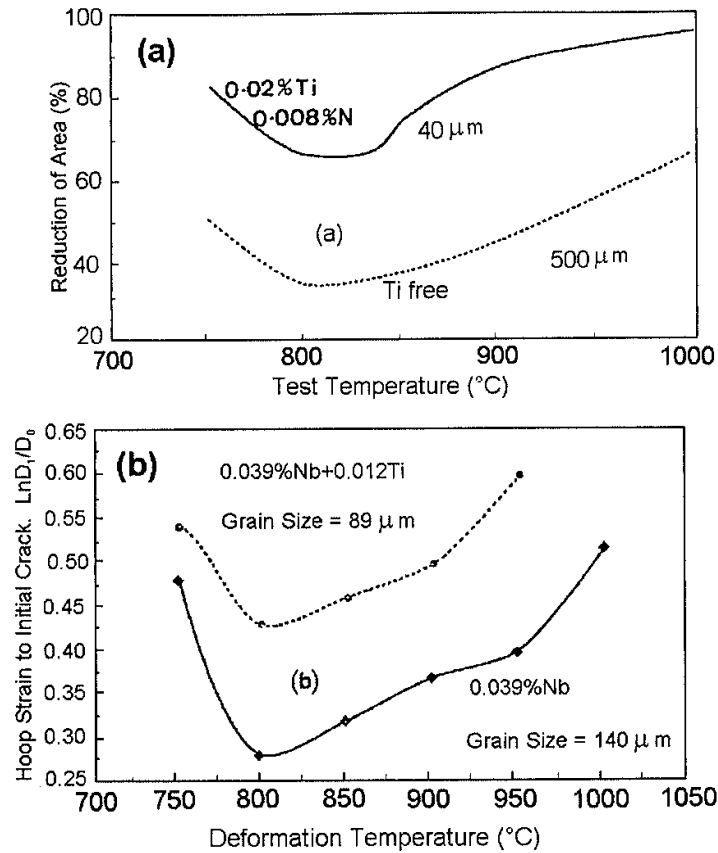 (a)
100
80
60
40
20
Reduction of Area (%)
0·02%Ti
0·008%N
40 μm
(a)
500 μm
Ti free
700
800
900
1000
Test Temperature (°C)
(b)
0.65
0.60
0.55
0.50
0.45
0.40
0.35
0.30
0.25
Hoop Strain to Initial Crack. LnD₁/D₀
0.039%Nb+0.012Ti
Grain Size = 89 μm
(b)
0.039%Nb
Grain Size = 140 μm
700 750 800 850 900 950 1000 1050
Deformation Temperature (°C)